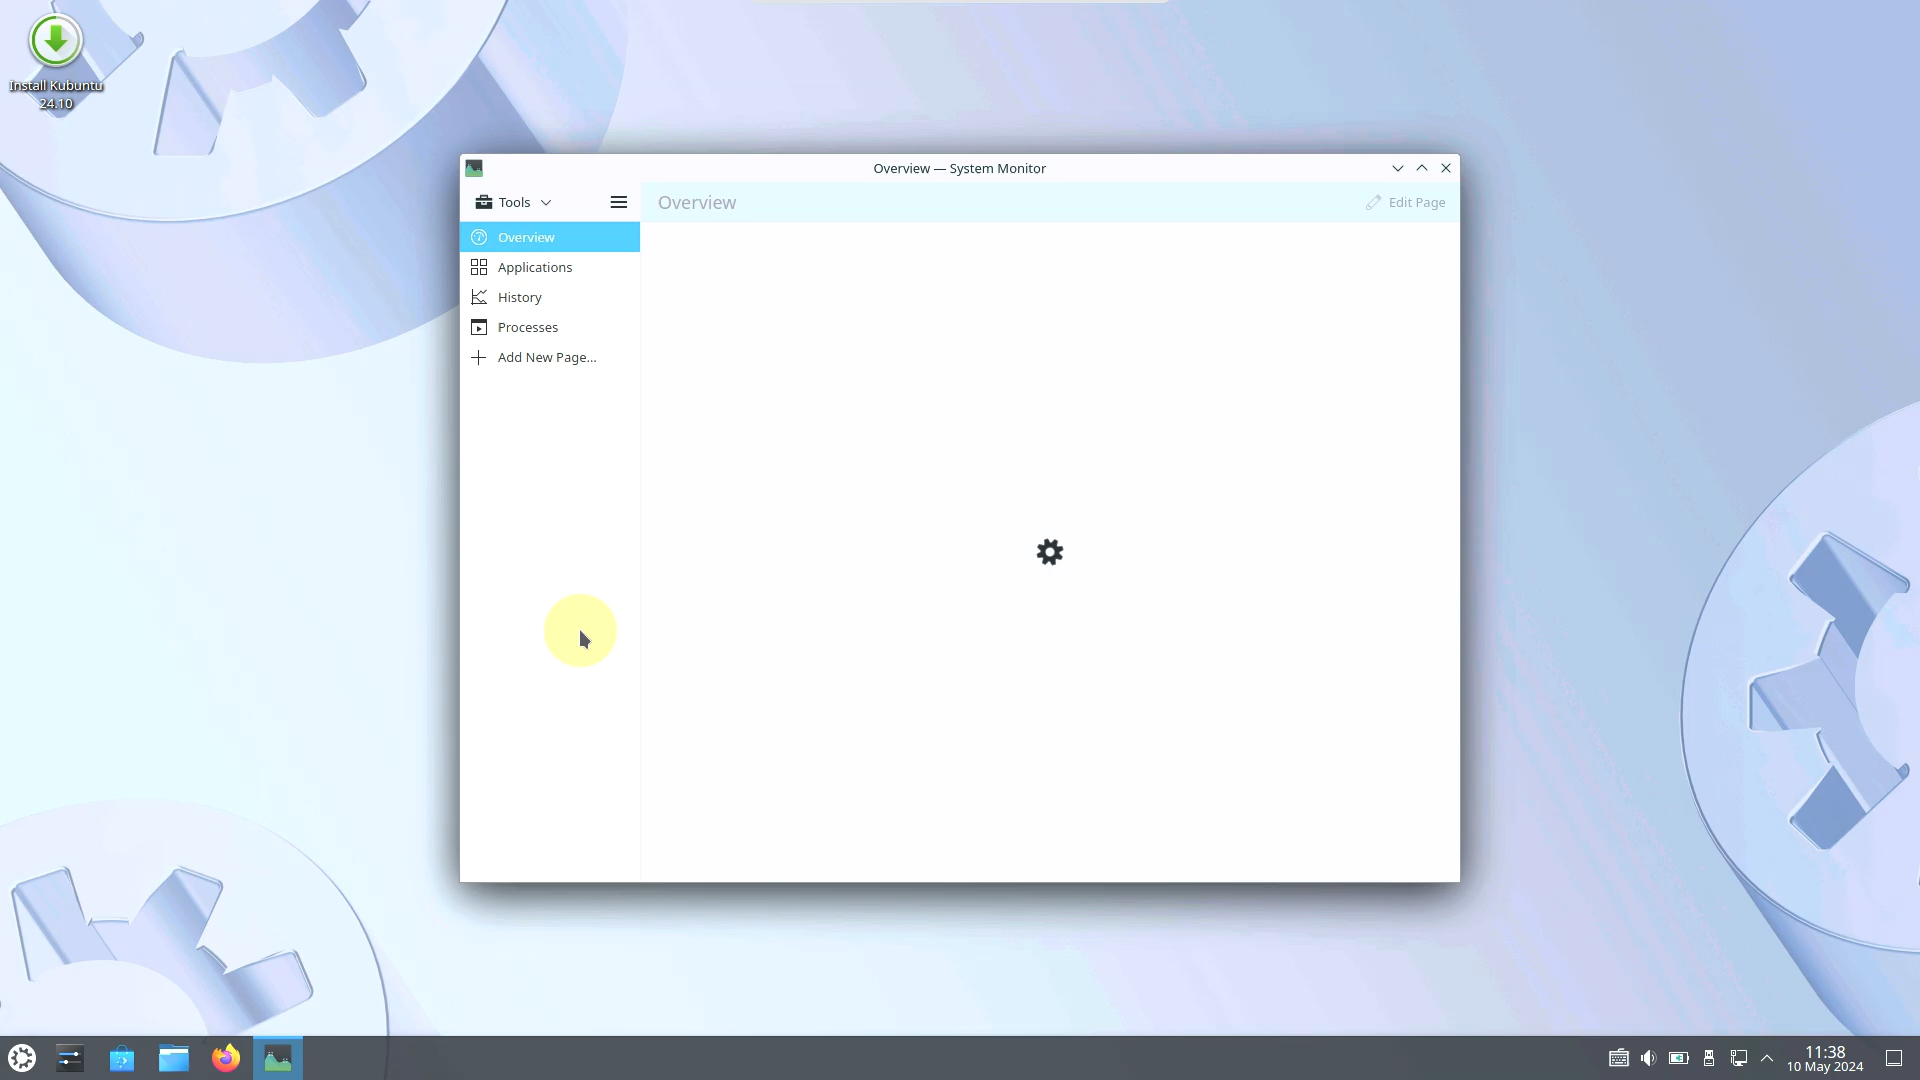 Install Kubuntu
24.10
Overview — System Monitor
Tools
Overview
Edit Page
Overview
Applications
History
Processes
Add New Page...
11:38
10 May 2024